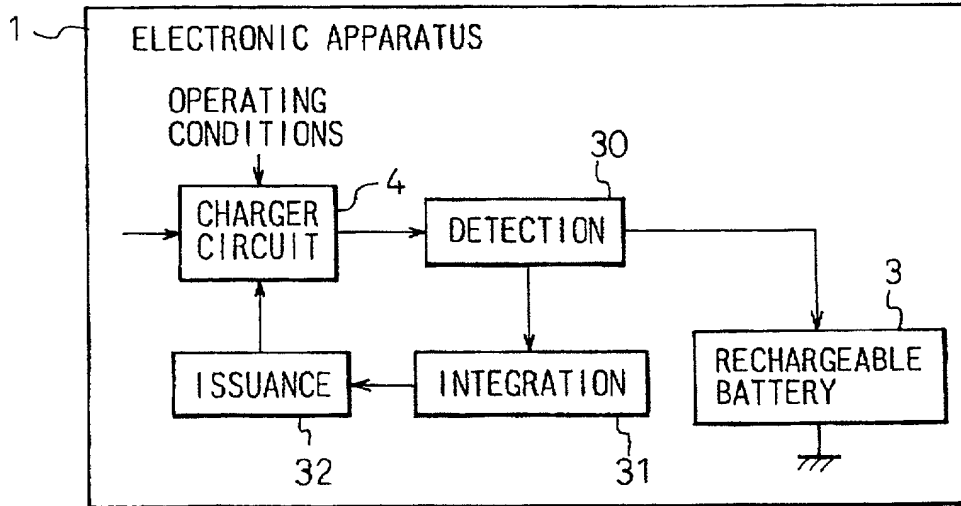 1
ELECTRONIC APPARATUS
OPERATING
CONDITIONS
4
30
CHARGER
CIRCUIT
DETECTION
3
ISSUANCE
INTEGRATION
RECHARGEABLE
BATTERY
32
31